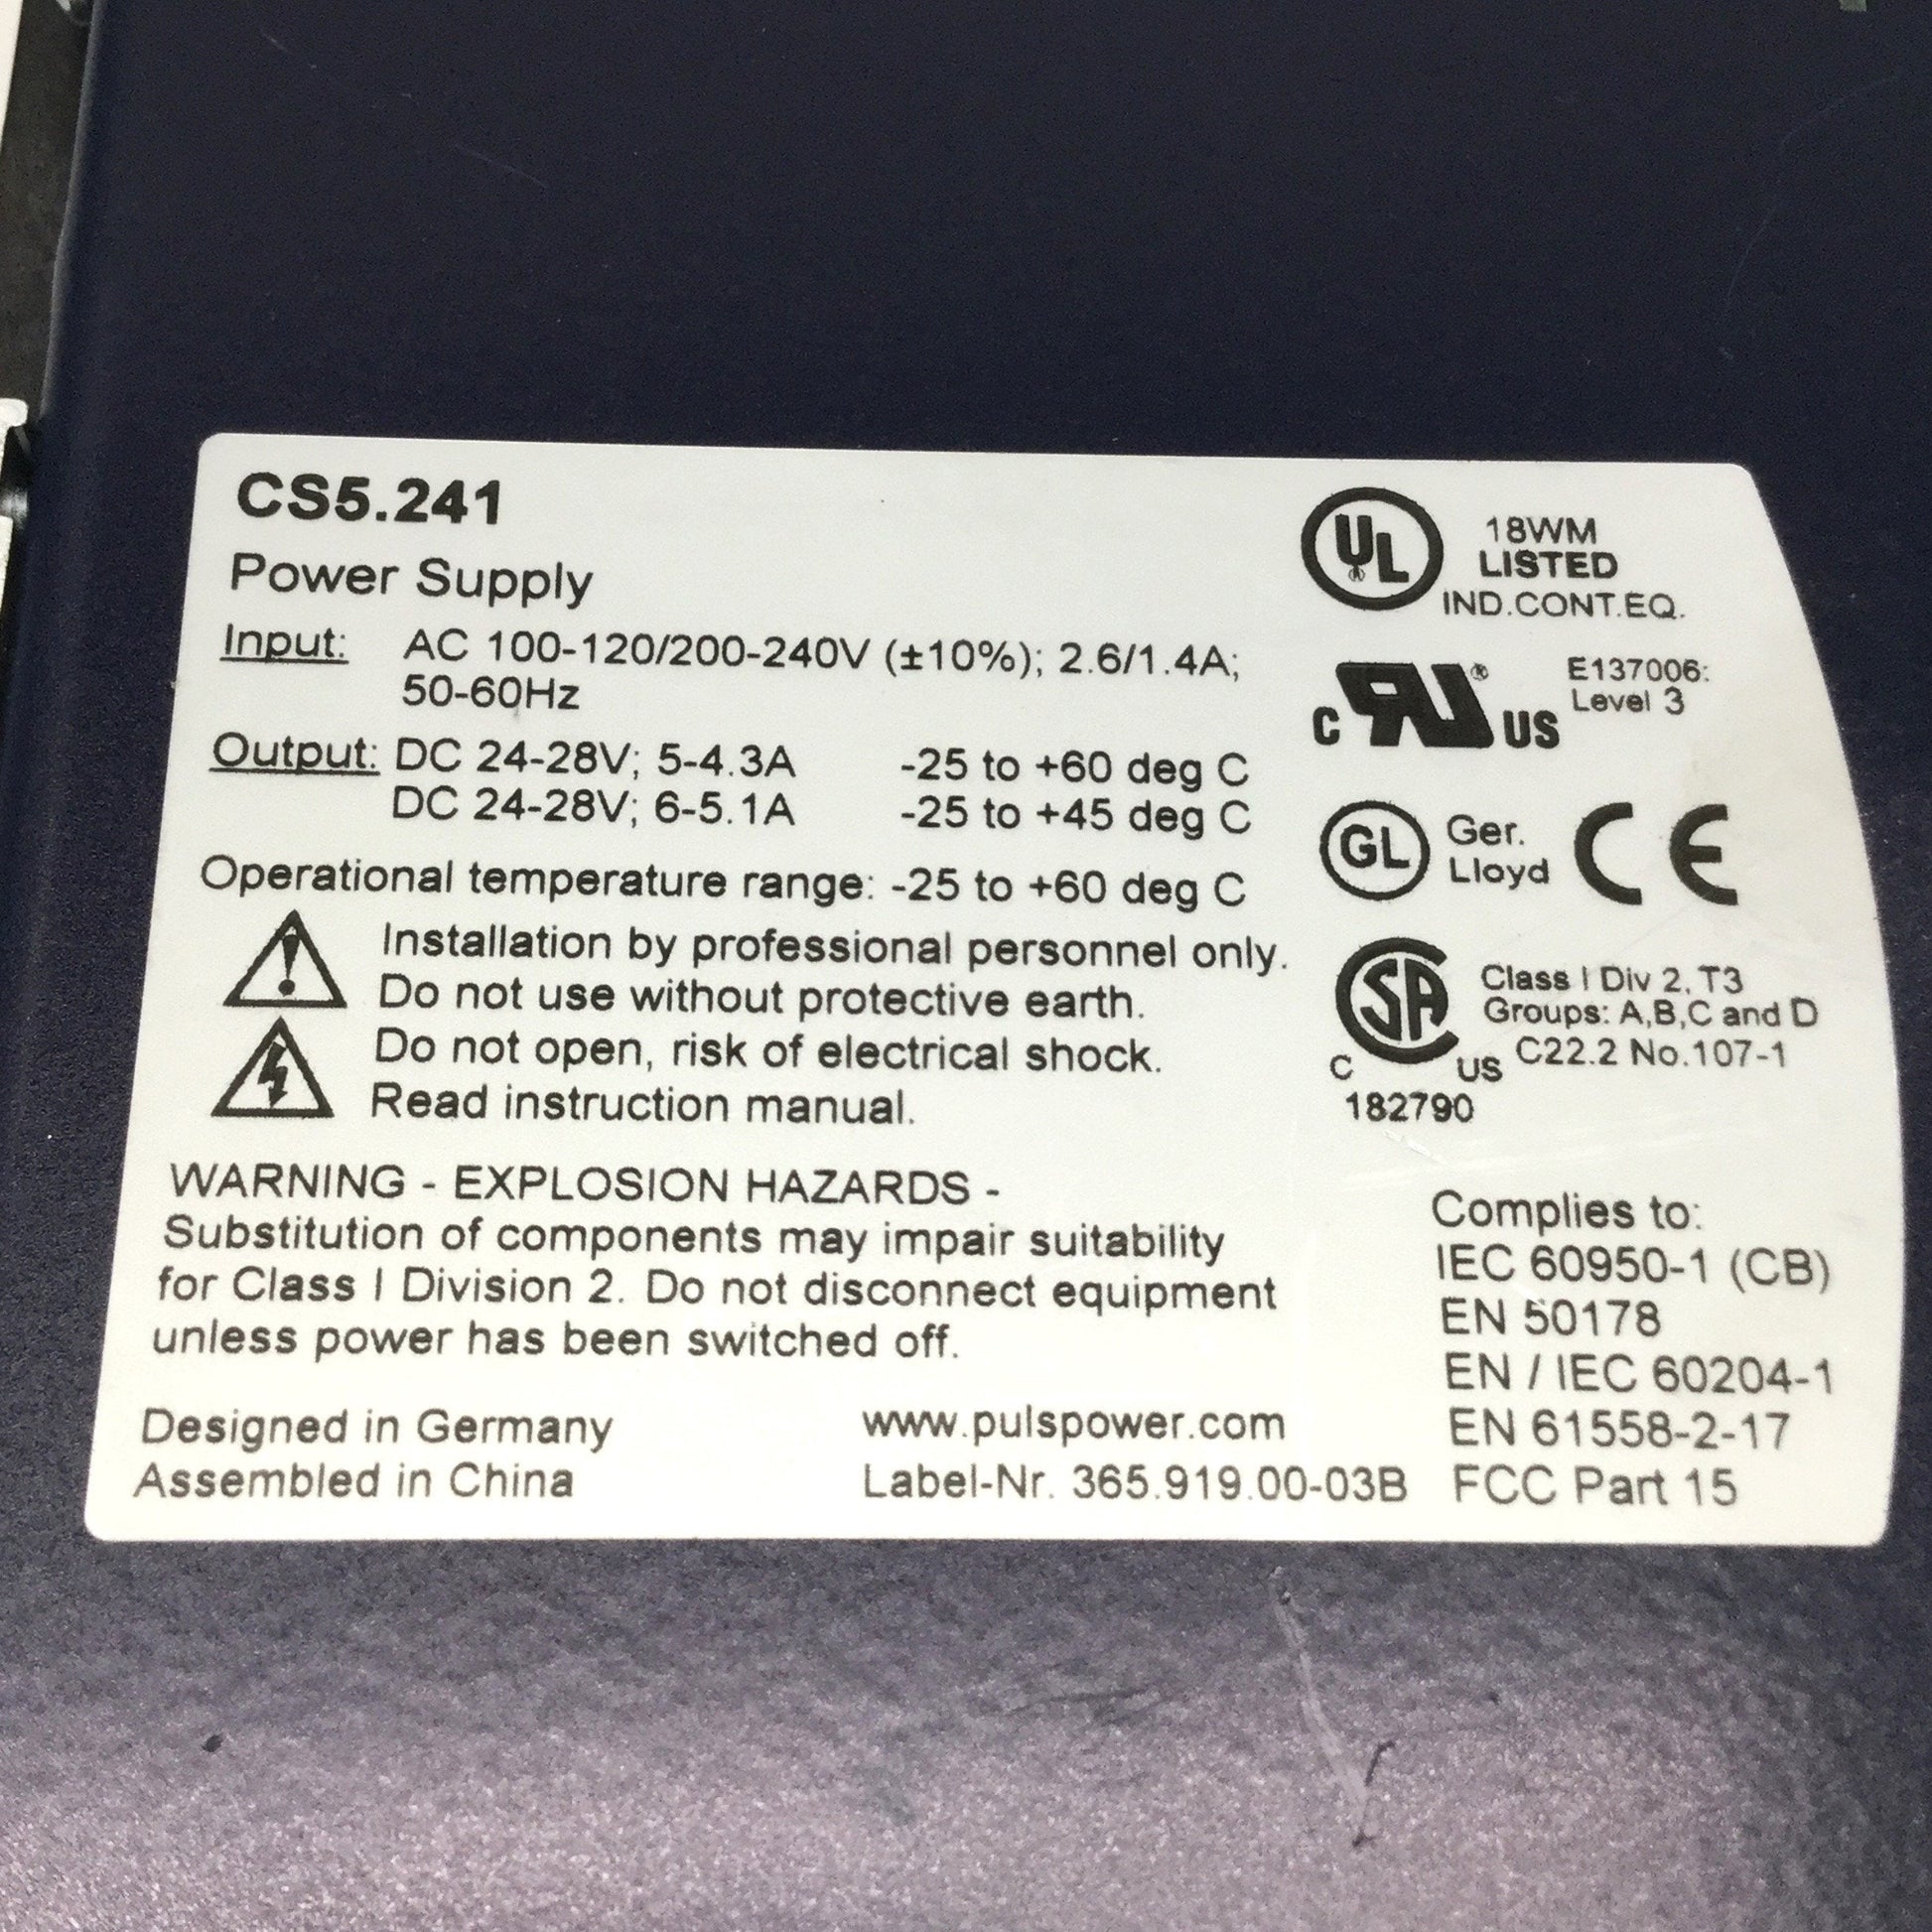 CS5.241
Power Supply
Input: AC 100-120/200-240V (±10%); 2.6/1.4A;
50-60Hz
Output: DC 24-28V; 5-4.3A -25 to +60 deg C
DC 24-28V; 6-5.1A -25 to +45 deg C
Operational temperature range: -25 to +60 deg C
Installation by professional personnel only.
Do not use without protective earth.
Do not open, risk of electrical shock.
Read instruction manual.
WARNING - EXPLOSION HAZARDS -
Substitution of components may impair suitability
for Class I Division 2. Do not disconnect equipment
unless power has been switched off.
Designed in Germany
Assembled in China
www.pulspower.com
Label-Nr. 365.919.00-03B
UL ®
18WM
LISTED
IND.CONT.EQ.
C RU ® US
E137006:
Level 3
GL
Ger.
Lloyd
CE
C SA US
182790
Class I Div 2, T3
Groups: A,B,C and D
C22.2 No.107-1
Complies to:
IEC 60950-1 (CB)
EN 50178
EN / IEC 60204-1
EN 61558-2-17
FCC Part 15